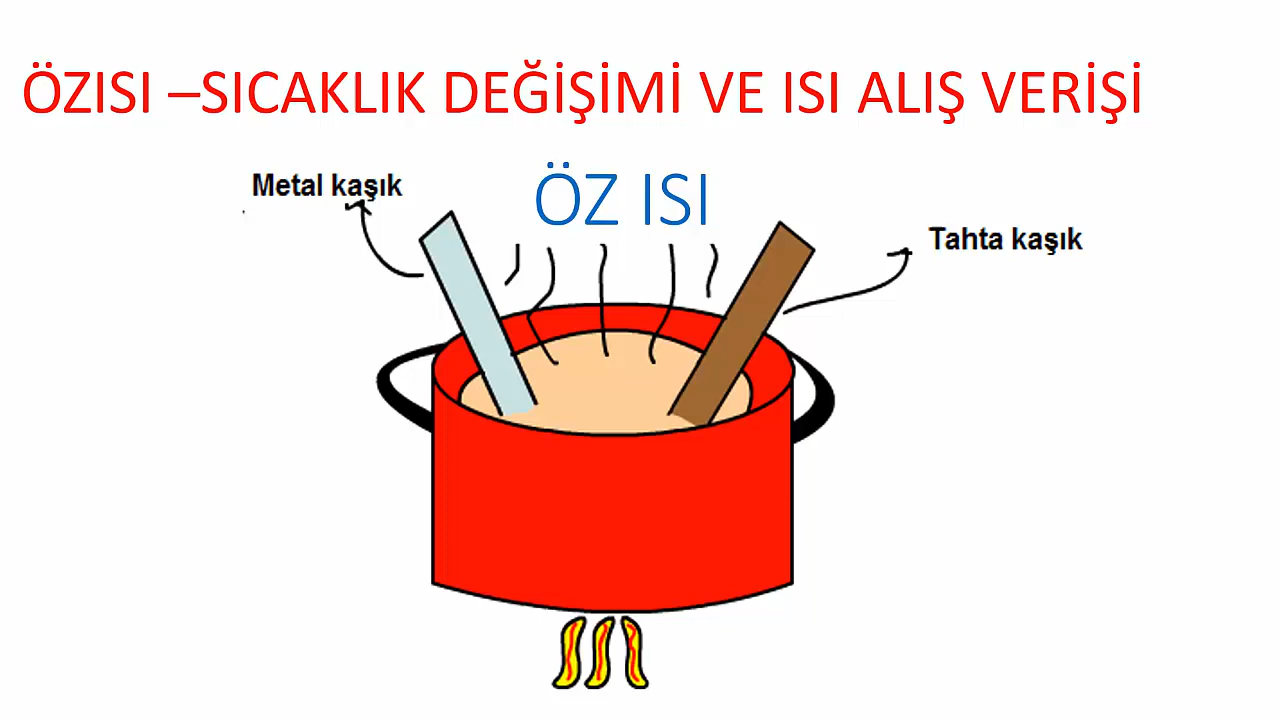 ÖZISI –SICAKLIK DEĞİŞİMİ VE ISI ALIŞ VERİŞİ
ÖZ ISI
Metal kaşık
Tahta kaşık